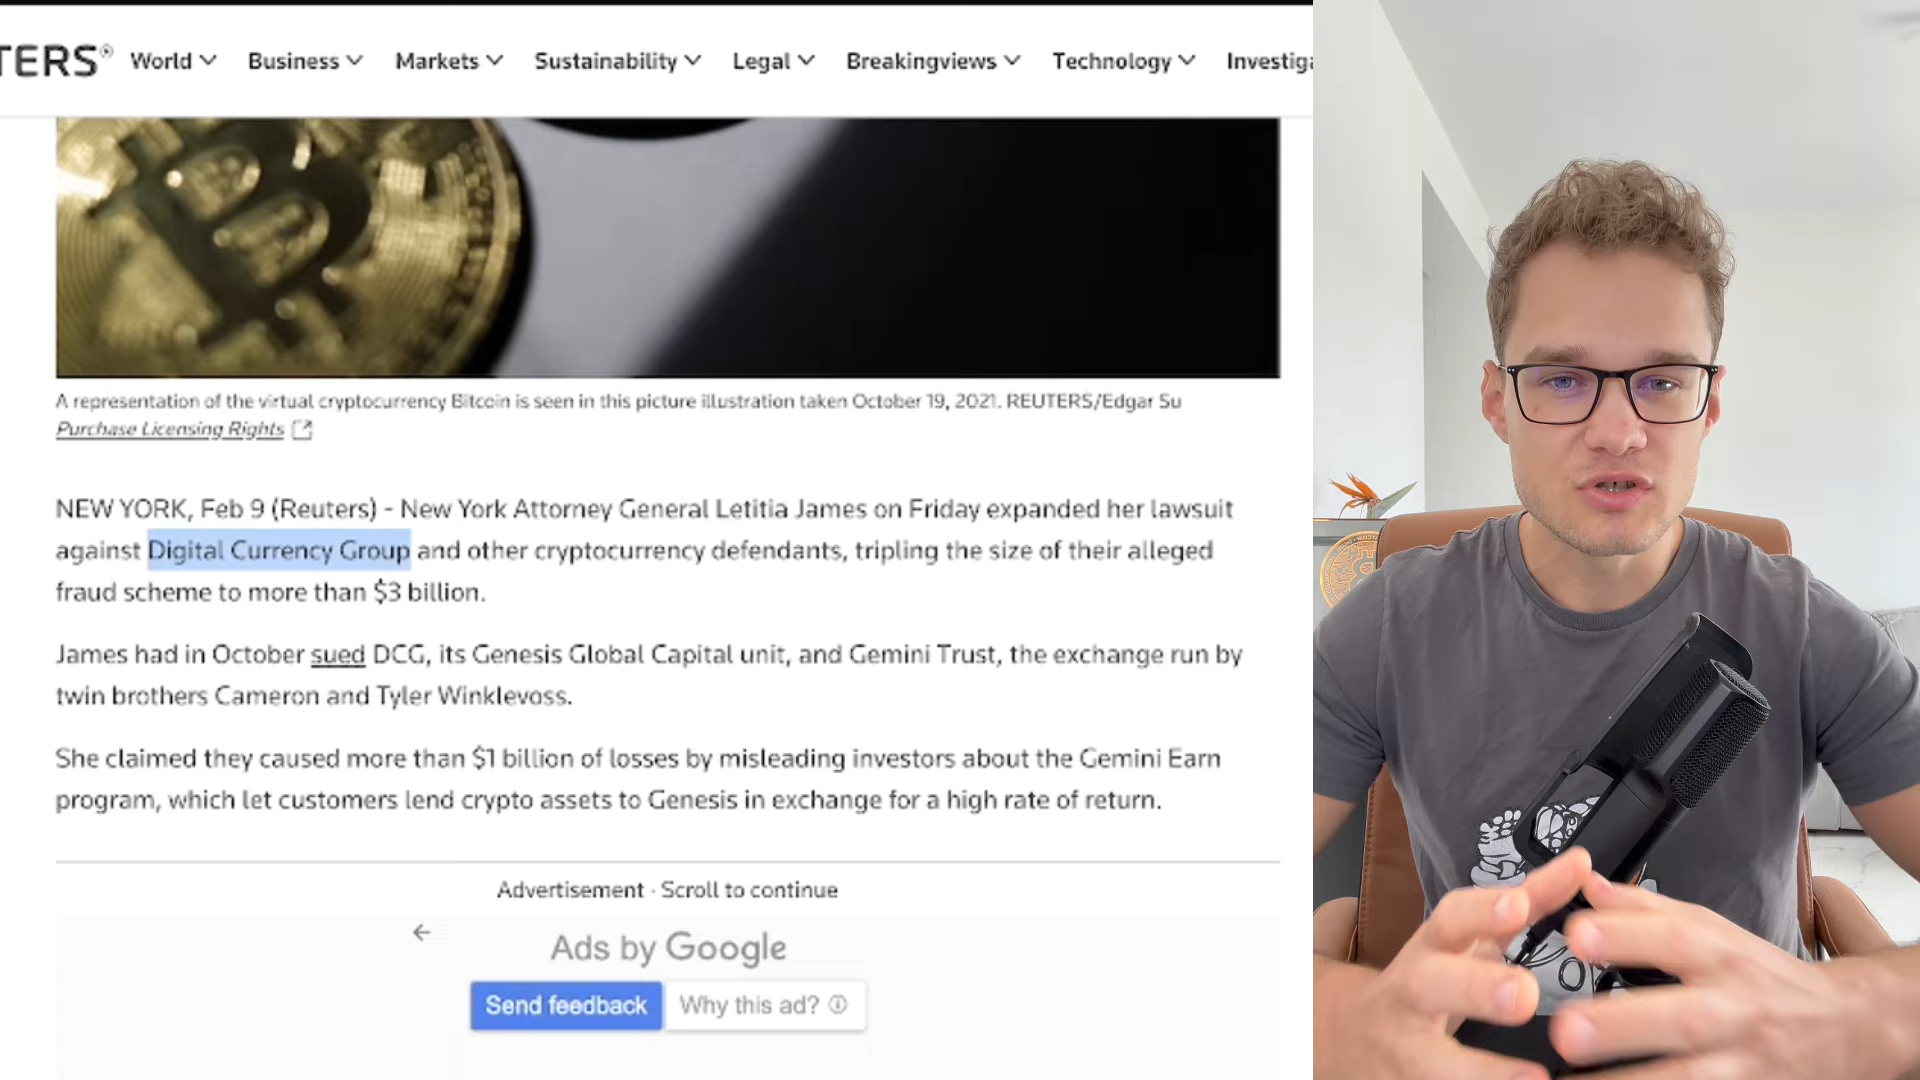 TERS®
World Business Markets Sustainability Legal Breakingviews Technology Investiga
A representation of the virtual cryptocurrency Bitcoin is seen in this picture illustration taken October 19, 2021. REUTERS/Edgar Su
Purchase Licensing Rights
NEW YORK, Feb 9 (Reuters) - New York Attorney General Letitia James on Friday expanded her lawsuit
against Digital Currency Group and other cryptocurrency defendants, tripling the size of their alleged
fraud scheme to more than $3 billion.
James had in October sued DCG, its Genesis Global Capital unit, and Gemini Trust, the exchange run by
twin brothers Cameron and Tyler Winklevoss.
She claimed they caused more than $1 billion of losses by misleading investors about the Gemini Earn
program, which let customers lend crypto assets to Genesis in exchange for a high rate of return.
Advertisement · Scroll to continue
Ads by Google
Send feedback
Why this ad?